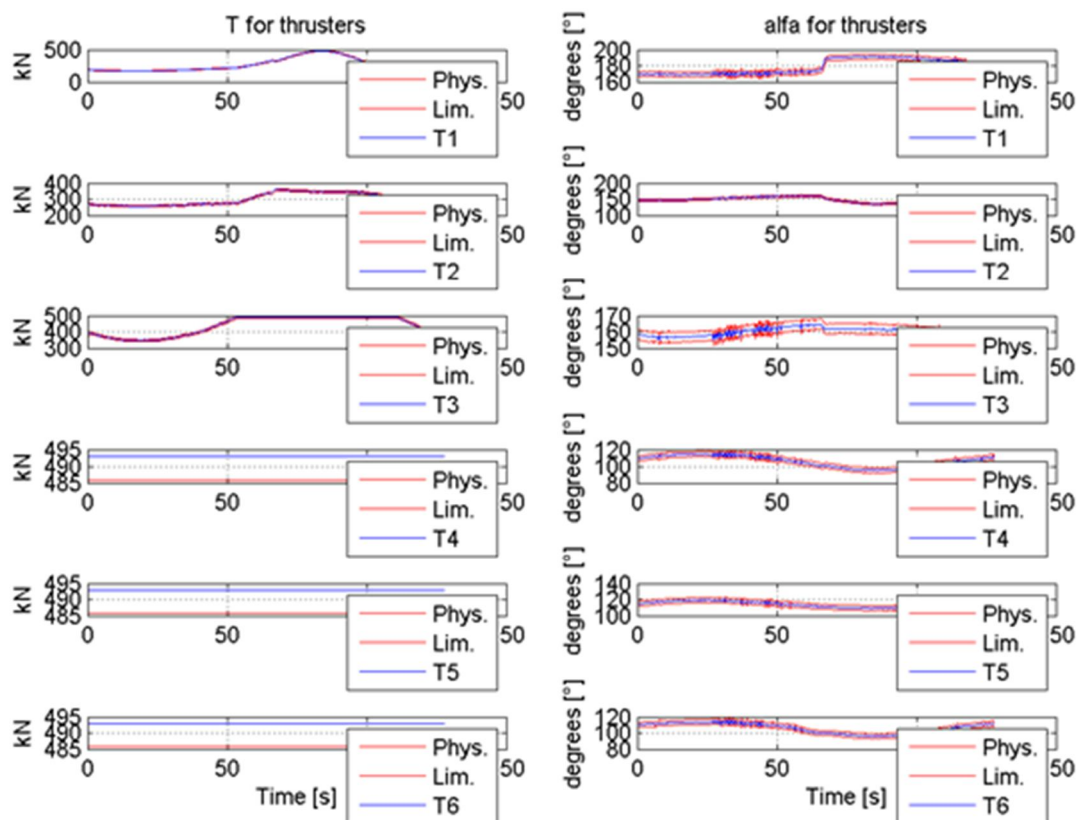 T for thrusters
500
0
kN
0
50
50
Phys.
Lim.
T1
400
300
200
kN
0
50
50
Phys.
Lim.
T2
500
400
300
kN
0
50
50
Phys.
Lim.
T3
495
490
485
kN
0
50
50
Phys.
Lim.
T4
495
490
485
kN
0
50
50
Phys.
Lim.
T5
495
490
485
kN
0
50
50
Time [s]
Phys.
Lim.
T6
alfa for thrusters
200
180
160
degrees [°]
0
50
50
Phys.
Lim.
T1
200
150
100
degrees [°]
0
50
50
Phys.
Lim.
T2
170
160
150
degrees [°]
0
50
50
Phys.
Lim.
T3
120
100
80
degrees [°]
0
50
50
Phys.
Lim.
T4
140
120
100
degrees [°]
0
50
50
Phys.
Lim.
T5
120
100
80
degrees [°]
0
50
50
Time [s]
Phys.
Lim.
T6